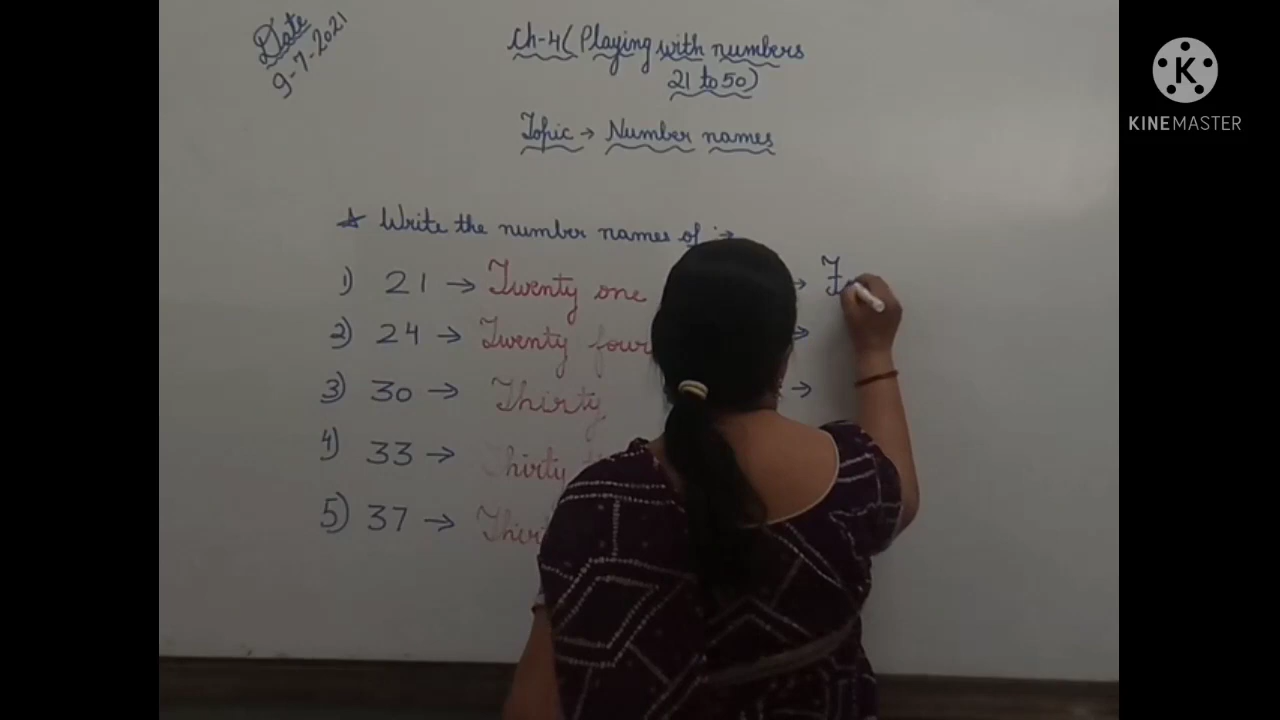 Date
9-7-2021
Ch-4( Playing with numbers
21 to 50)
Topic → Number names
Write the number names of :→
1) 21 → Twenty one
2) 24 → Twenty four
3) 30 → Thirty
4) 33 → Thirty
5) 37 →
→ Fo
→
→
K
KINEMASTER